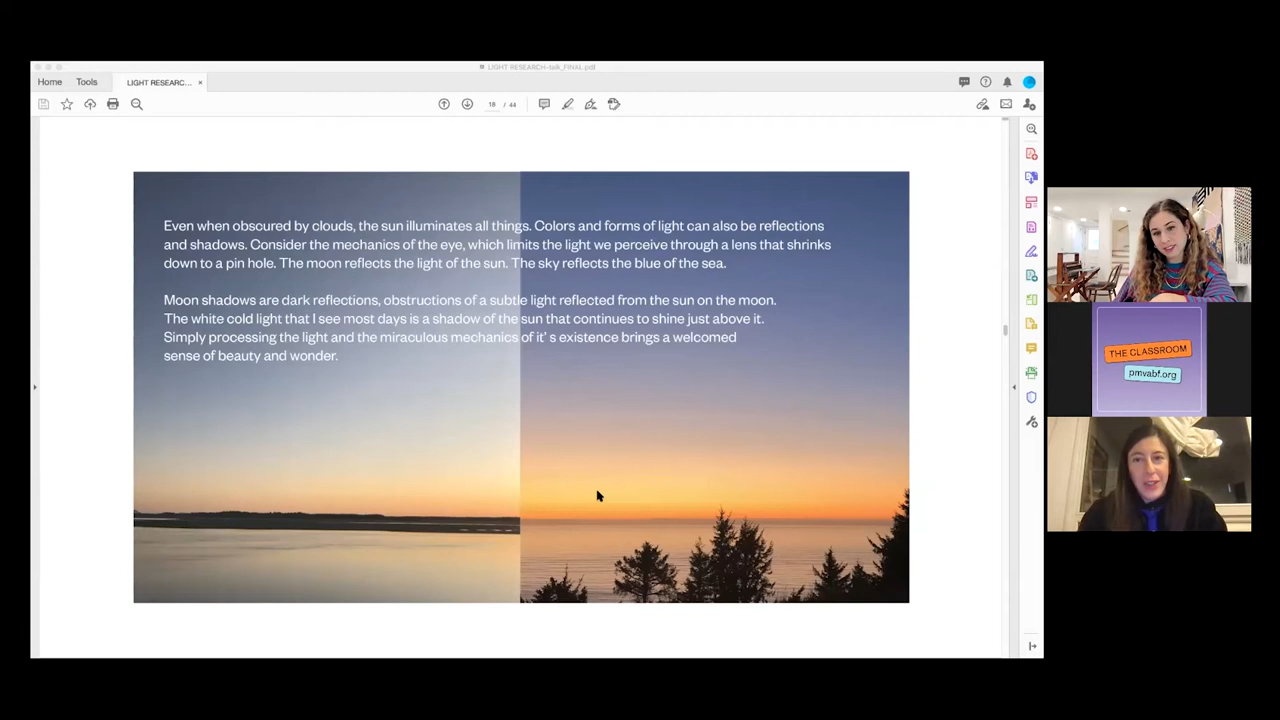 LIGHT RESEARCH-talk_FINAL.pdf
Home Tools LIGHT RESEARC... ×
18 / 44
Even when obscured by clouds, the sun illuminates all things. Colors and forms of light can also be reflections
and shadows. Consider the mechanics of the eye, which limits the light we perceive through a lens that shrinks
down to a pin hole. The moon reflects the light of the sun. The sky reflects the blue of the sea.
Moon shadows are dark reflections, obstructions of a subtle light reflected from the sun on the moon.
The white cold light that I see most days is a shadow of the sun that continues to shine just above it.
Simply processing the light and the miraculous mechanics of it' s existence brings a welcomed
sense of beauty and wonder.
THE CLASSROOM
pmvabf.org